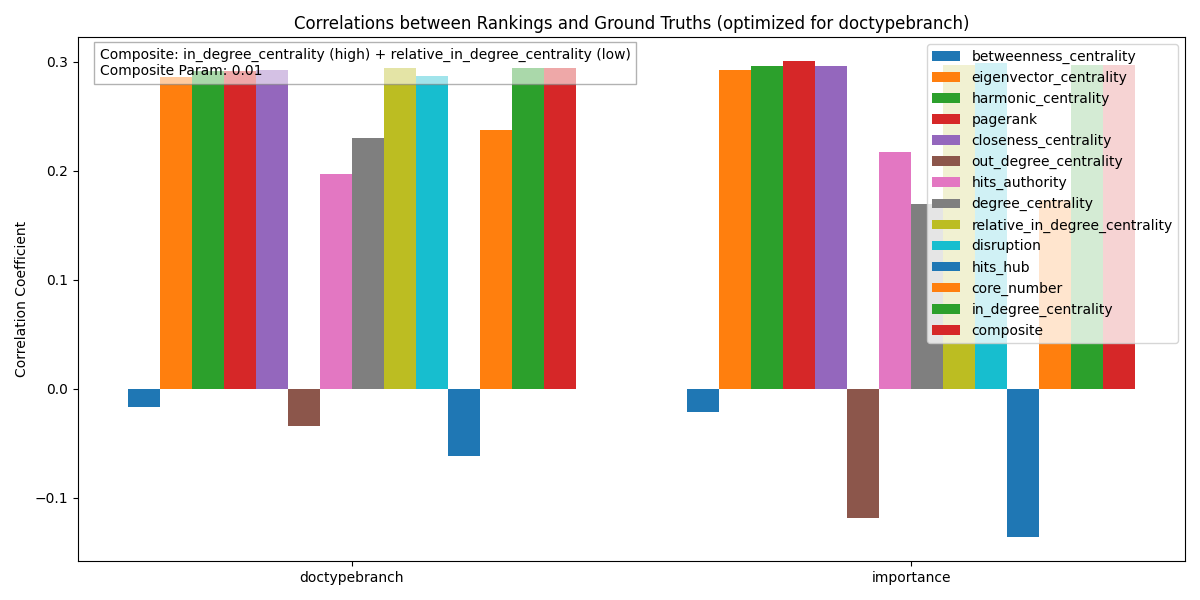 Correlations between Rankings and Ground Truths (optimized for doctypebranch)
Composite: in_degree_centrality (high) + relative_in_degree_centrality (low)
Composite Param: 0.01
betweenness_centrality
eigenvector_centrality
harmonic_centrality
pagerank
closeness_centrality
out_degree_centrality
hits_authority
degree_centrality
relative_in_degree_centrality
disruption
hits_hub
core_number
in_degree_centrality
composite
Correlation Coefficient
0.3
0.2
0.1
0.0
−0.1
doctypebranch
importance